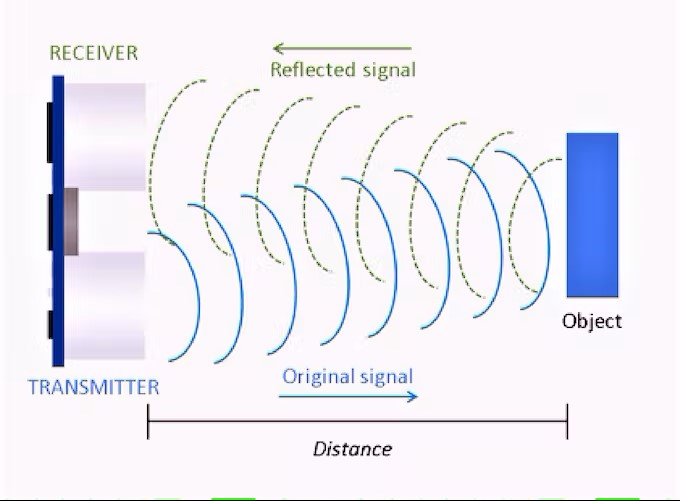 RECEIVER
Reflected signal
Object
TRANSMITTER
Original signal
Distance